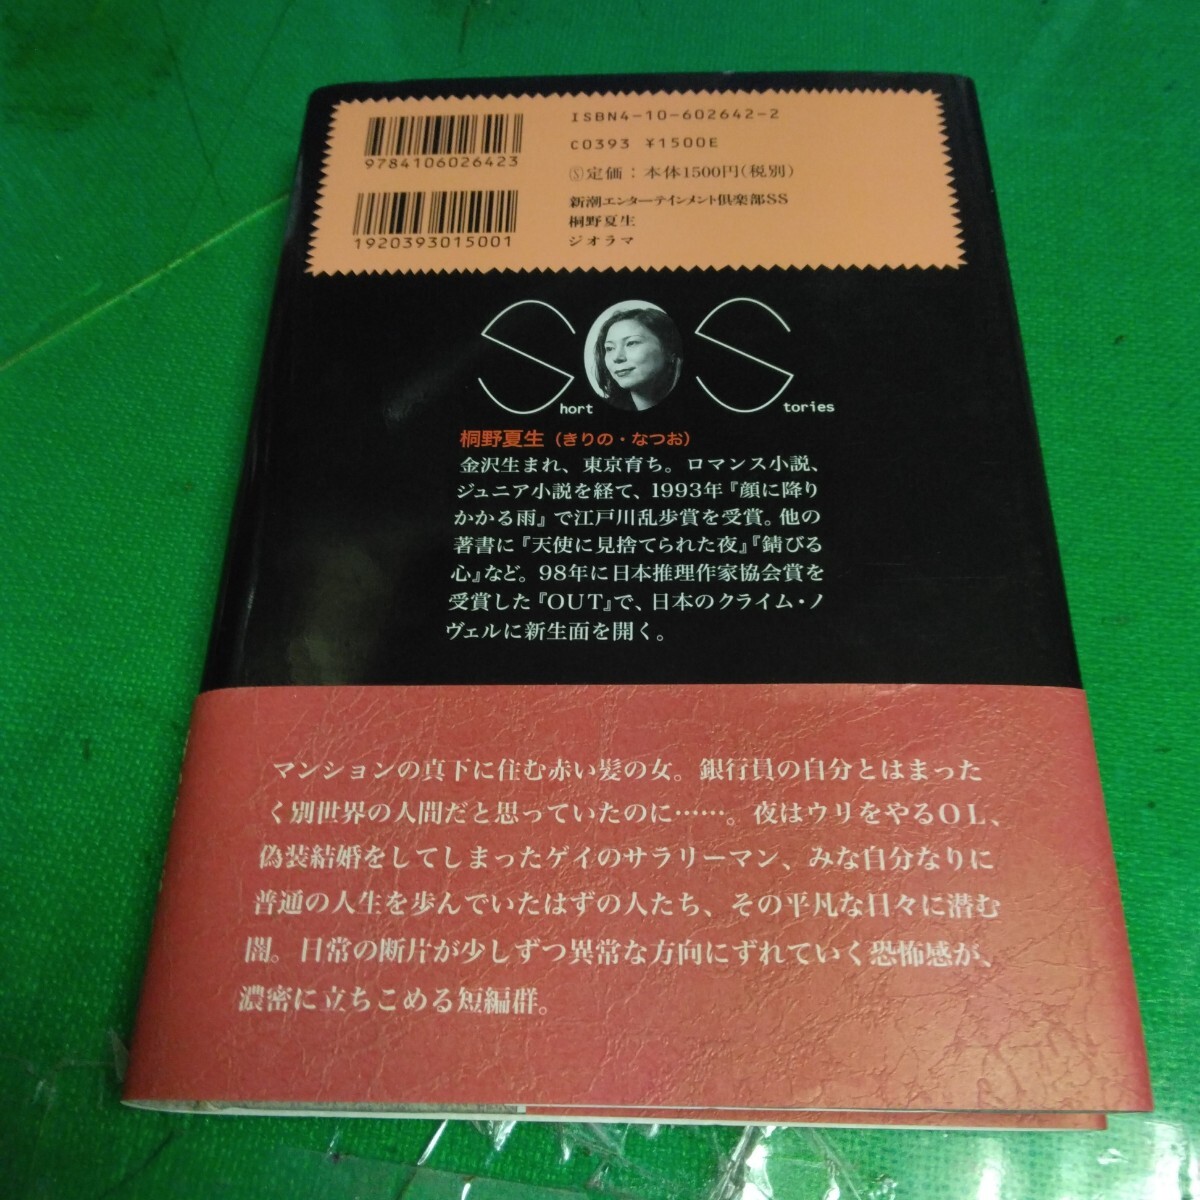 ISBN4-10-602642-2
C0393 ¥1500E
Ⓢ定価：本体1500円(税別)
新潮エンターテインメント倶楽部SS
桐野夏生
ジオラマ
9784106026423
1920393015001
S S
hort tories
桐野夏生（きりの・なつお）
金沢生まれ、東京育ち。ロマンス小説、
ジュニア小説を経て、1993年『顔に降り
かかる雨』で江戸川乱歩賞を受賞。他の
著書に『天使に見捨てられた夜』『錆びる
心』など。98年に日本推理作家協会賞を
受賞した『OUT』で、日本のクライム・ノ
ヴェルに新生面を開く。
マンションの真下に住む赤い髪の女。銀行員の自分とはまった
く別世界の人間だと思っていたのに……。夜はウリをやるＯＬ、
偽装結婚をしてしまったゲイのサラリーマン、みな自分なりに
普通の人生を歩んでいたはずの人たち、その平凡な日々に潜む
闇。日常の断片が少しずつ異常な方向にずれていく恐怖感が、
濃密に立ちこめる短編群。